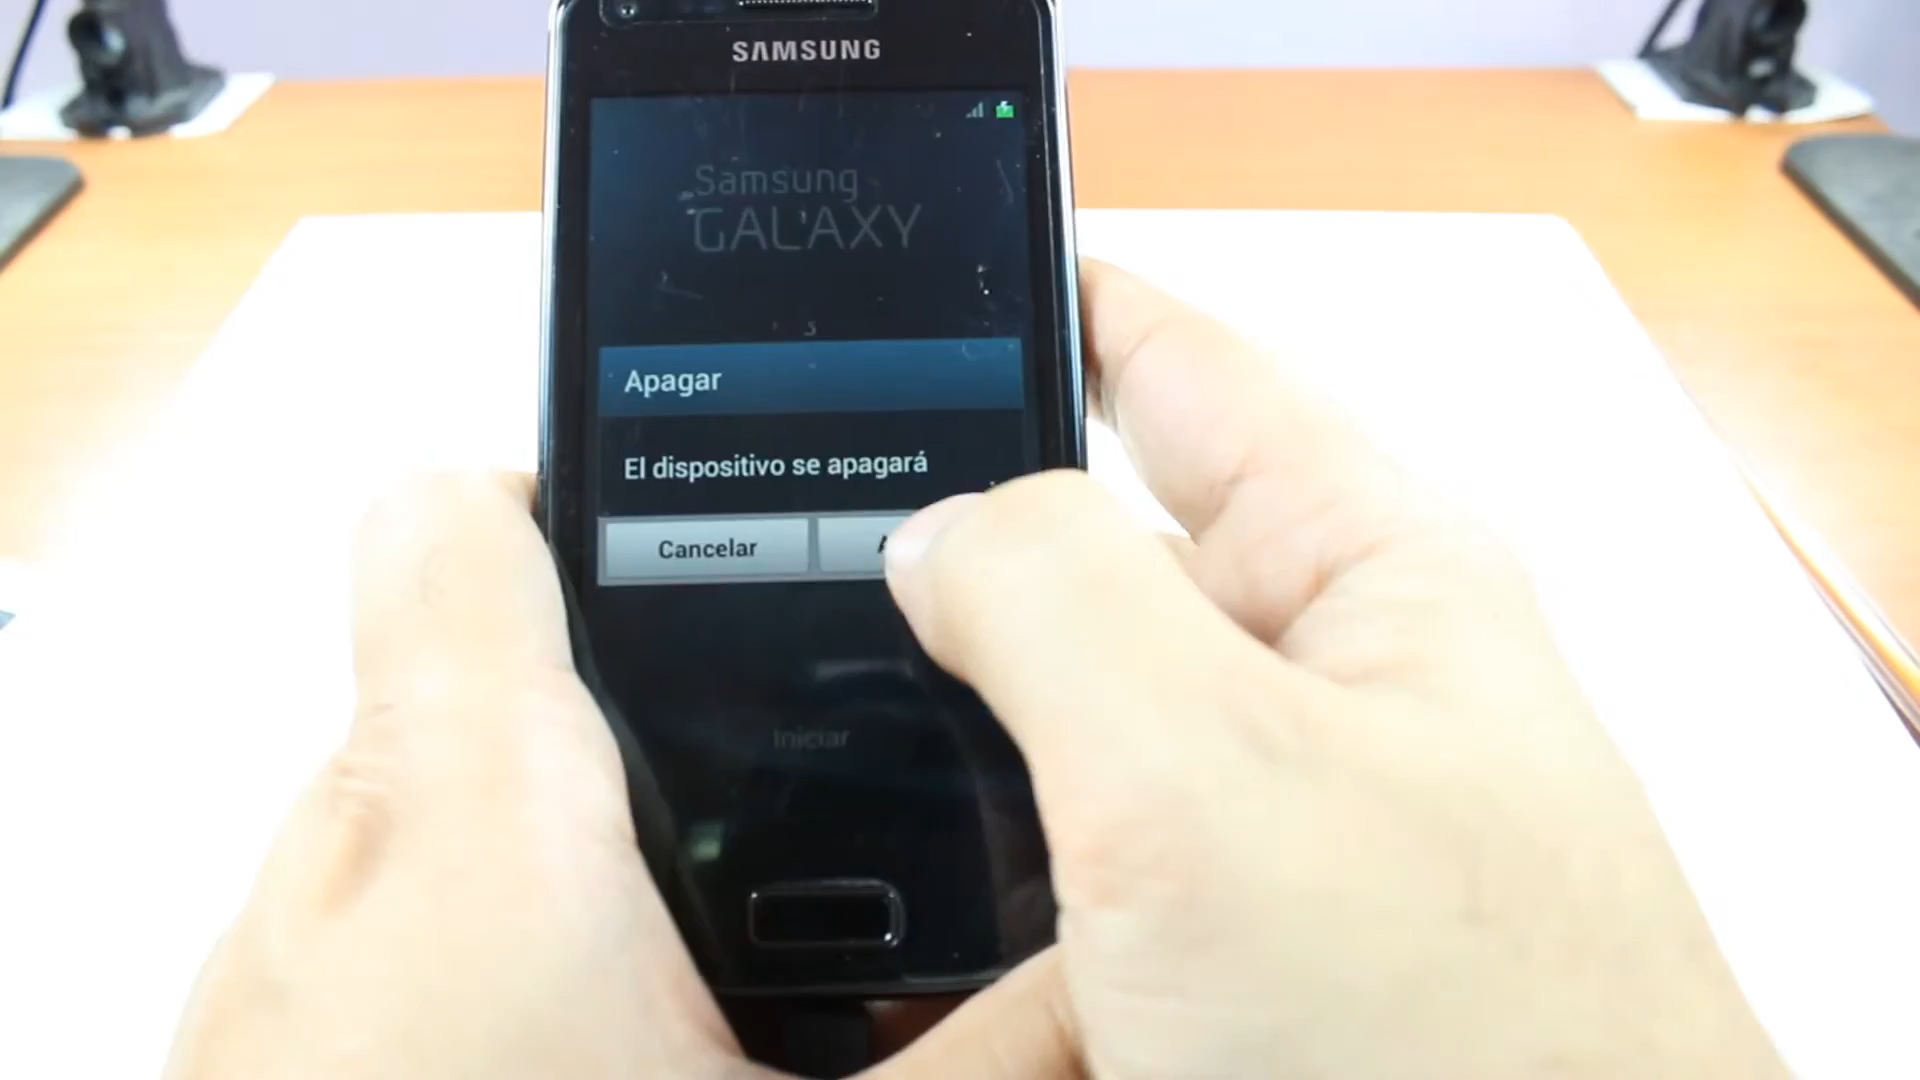 SAMSUNG
Samsung
GALAXY
Apagar
El dispositivo se apagará
Cancelar
Iniciar